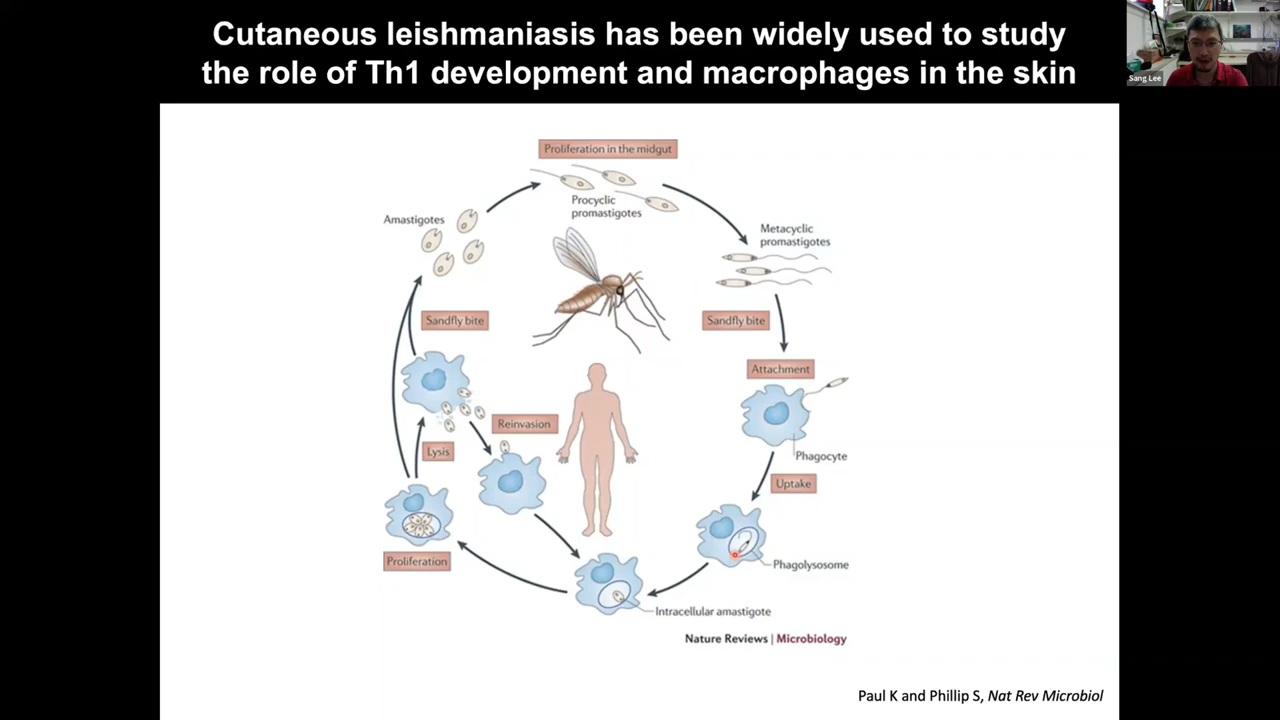 Cutaneous leishmaniasis has been widely used to study
the role of Th1 development and macrophages in the skin
Sang Lee
Proliferation in the midgut
Procyclic
promastigotes
Amastigotes
Metacyclic
promastigotes
Sandfly bite
Sandfly bite
Attachment
Reinvasion
Lysis
Phagocyte
Uptake
Proliferation
Phagolysosome
Intracellular amastigote
Nature Reviews | Microbiology
Paul K and Phillip S, Nat Rev Microbiol